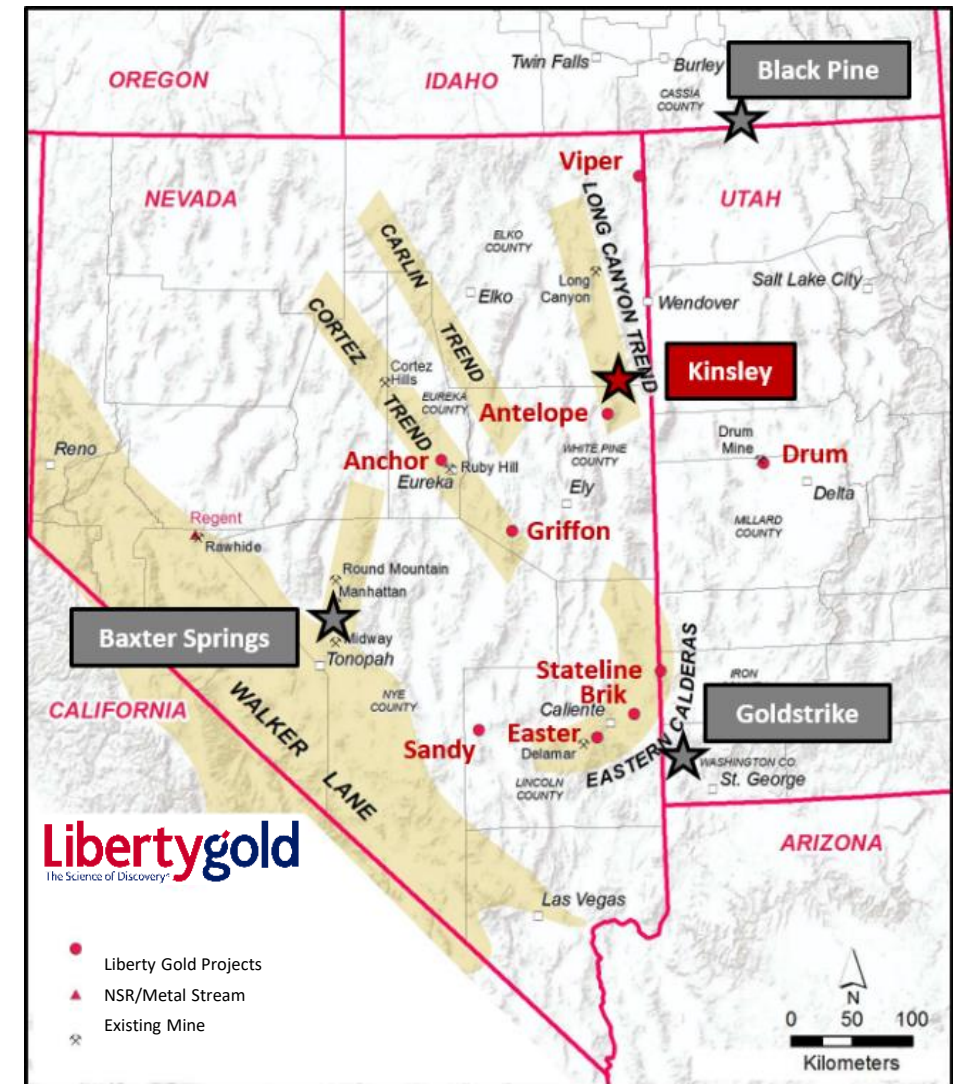 Twin Falls
Burley
Black Pine
OREGON
IDAHO
CASSIA
COUNTY
Viper
NEVADA
UTAH
LONG CANYON TREND
CARLIN
TREND
ELKO
COUNTY
Long
Canyon
Elko
Salt Lake City
Wendover
CORTEZ
TREND
Cortez
Hills
EUREKA
COUNTY
Kinsley
Antelope
Reno
Anchor
Ruby Hill
Eureka
WHITE PINE
COUNTY
Ely
Drum
Mine
Drum
Delta
MILLARD
COUNTY
Regent
Rawhide
Griffon
Round Mountain
Manhattan
Baxter Springs
Midway
Tonopah
Stateline
Brik
IRON
CALIFORNIA
WALKER
LANE
NYE
COUNTY
Caliente
Goldstrike
Sandy
Easter
Delamar
EASTERN CALDERAS
WASHINGTON CO.
St. George
LINCOLN
COUNTY
Libertygold
The Science of Discovery
ARIZONA
Las Vegas
Liberty Gold Projects
NSR/Metal Stream
Existing Mine
N
0 50 100
Kilometers